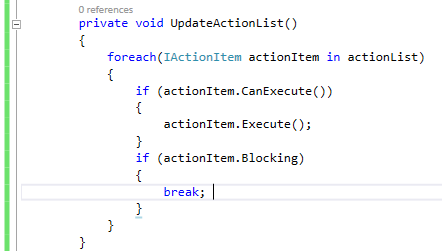 0 references
private void UpdateActionList()
{
foreach(IActionItem actionItem in actionList)
{
if (actionItem.CanExecute())
{
actionItem.Execute();
}
if (actionItem.Blocking)
{
break;
}
}
}